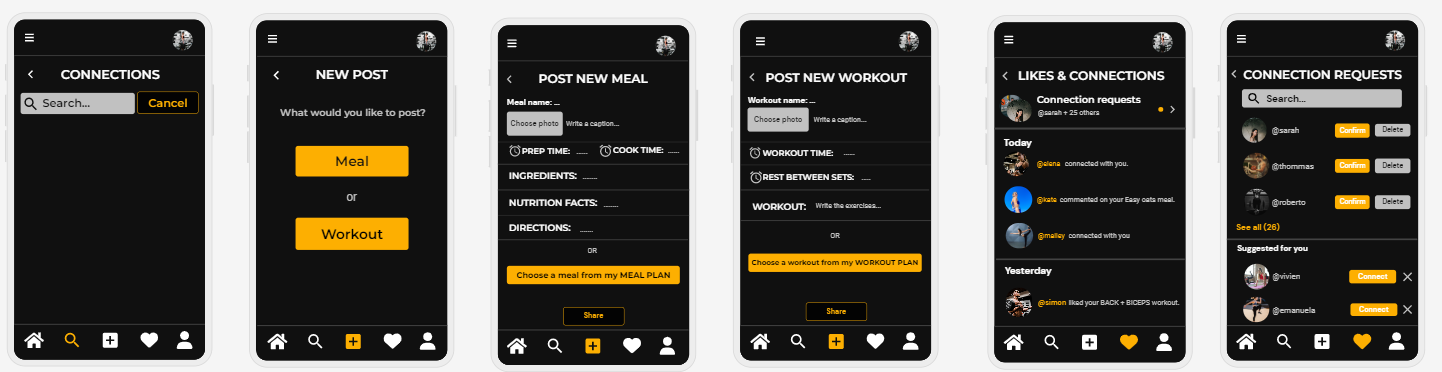 CONNECTIONS
Search...
Cancel
NEW POST
What would you like to post?
Meal
or
Workout
POST NEW MEAL
Meal name: ...
Choose photo
Write a caption...
PREP TIME: ......
COOK TIME: ......
INGREDIENTS: .......
NUTRITION FACTS: .......
DIRECTIONS: ......
OR
Choose a meal from my MEAL PLAN
Share
POST NEW WORKOUT
Workout name: ...
Choose photo
Write a caption...
WORKOUT TIME: .....
REST BETWEEN SETS: .....
WORKOUT: Write the exercises...
OR
Choose a workout from my WORKOUT PLAN
Share
LIKES & CONNECTIONS
Connection requests
@sarah + 25 others
Today
@elena connected with you.
@kate commented on your Easy oats meal.
@malley connected with you
Yesterday
@simon liked your BACK + BICEPS workout.
CONNECTION REQUESTS
Search...
@sarah Confirm Delete
@thommas Confirm Delete
@roberto Confirm Delete
See all (26)
Suggested for you
@vivien Connect
@emanuela Connect